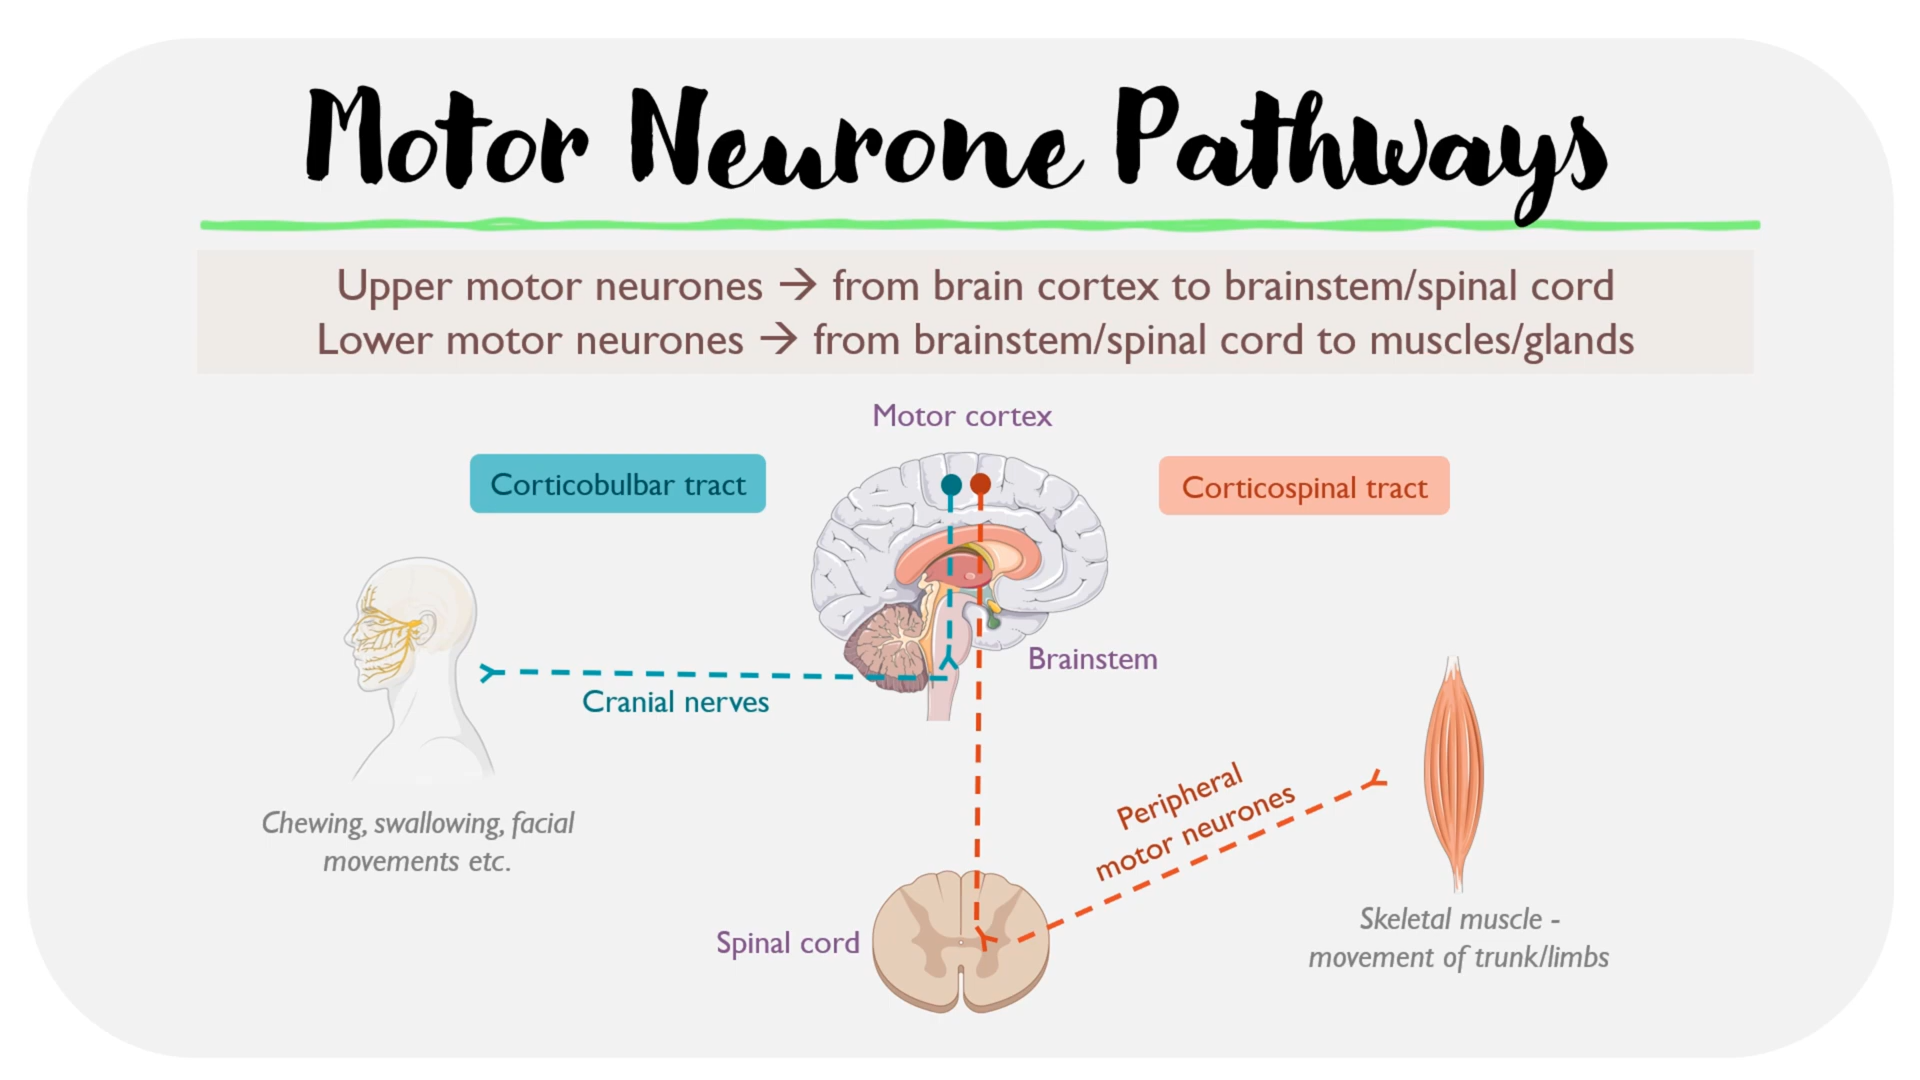 Motor Neurone Pathways
Upper motor neurones → from brain cortex to brainstem/spinal cord
Lower motor neurones → from brainstem/spinal cord to muscles/glands
Motor cortex
Corticobulbar tract
Corticospinal tract
Brainstem
Cranial nerves
Peripheral
motor neurones
Chewing, swallowing, facial
movements etc.
Spinal cord
Skeletal muscle -
movement of trunk/limbs